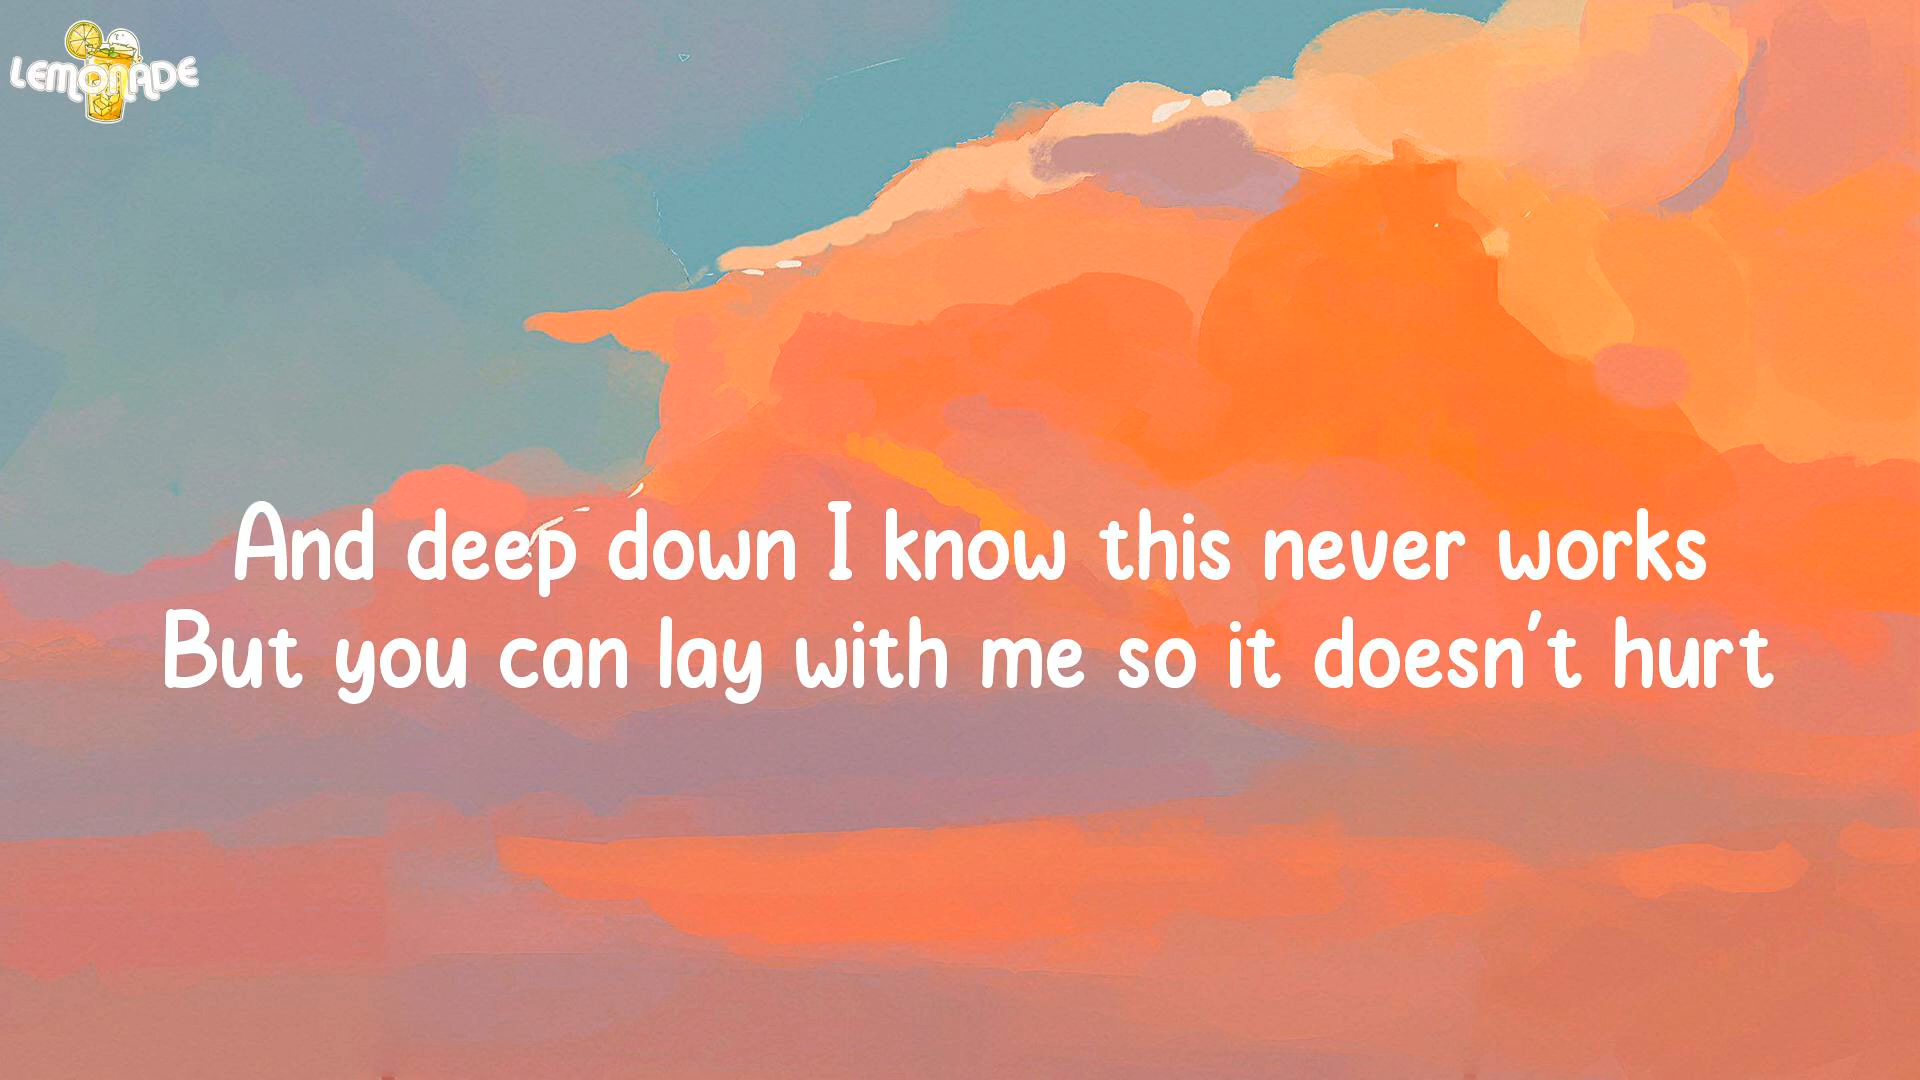 LEMONADE
And deep down I know this never works
But you can lay with me so it doesn't hurt